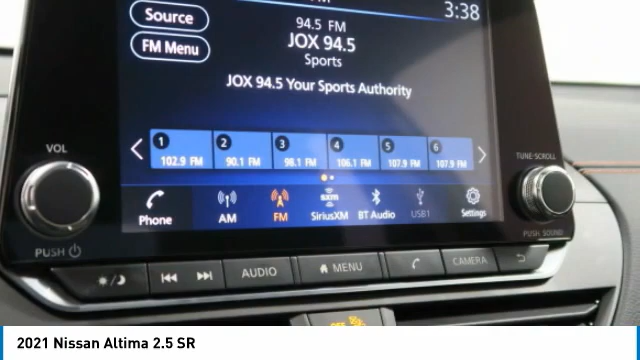 Source
FM Menu
94.5 FM
3:38
JOX 94.5
Sports
JOX 94.5 Your Sports Authority
1 2 3 4 5 6
102.9 FM 90.1 FM 98.1 FM 106.1 FM 107.9 FM 107.9 FM
VOL
TUNE·SCROLL
Phone AM FM SiriusXM BT Audio USB1 Settings
PUSH
PUSH SOUND
AUDIO MENU CAMERA
2021 Nissan Altima 2.5 SR